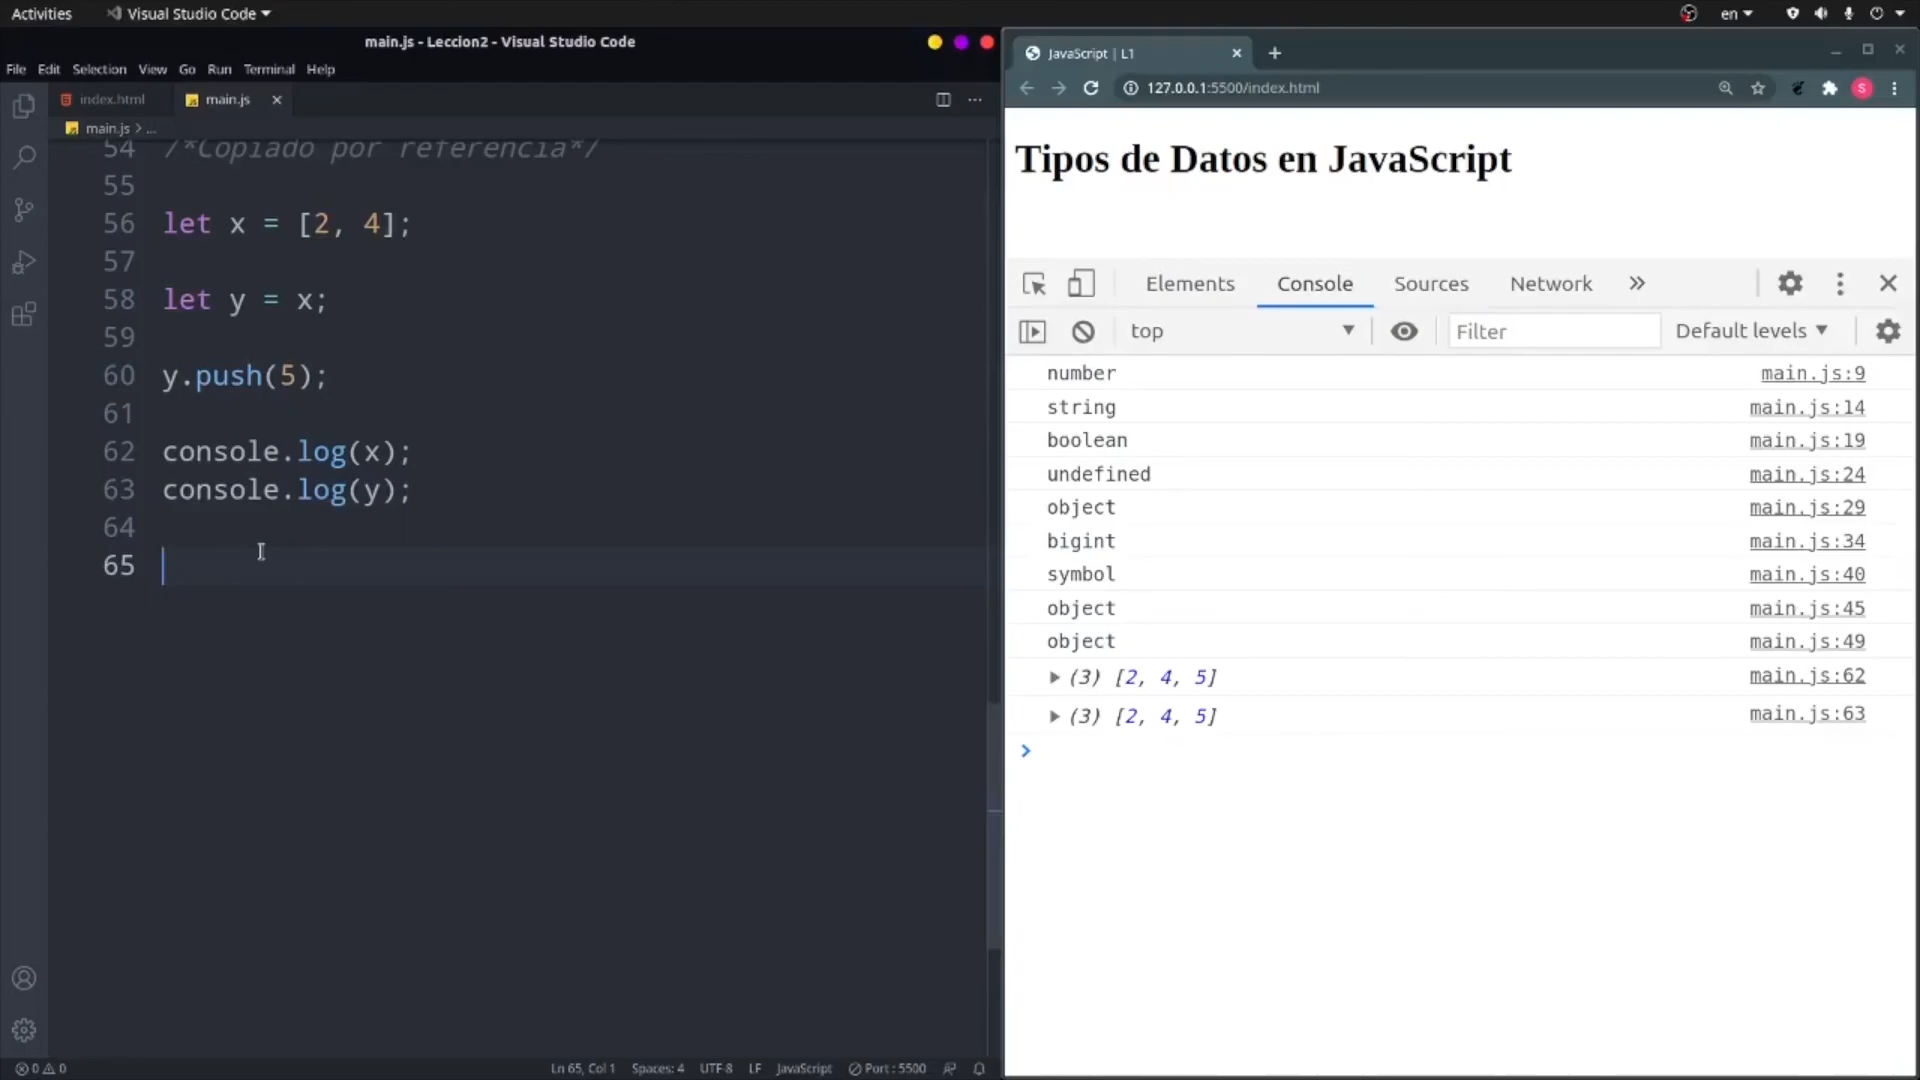 Activities
Visual Studio Code
en
main.js - Leccion2 - Visual Studio Code
File Edit Selection View Go Run Terminal Help
index.html
main.js
main.js > ...
54 /*Copiado por referencia*/
55
56 let x = [2, 4];
57
58 let y = x;
59
60 y.push(5);
61
62 console.log(x);
63 console.log(y);
64
65
0 0
Ln 65, Col 1 Spaces: 4 UTF-8 LF JavaScript Port : 5500
JavaScript | L1
127.0.0.1:5500/index.html
S
Tipos de Datos en JavaScript
Elements Console Sources Network
top Filter Default levels
number main.js:9
string main.js:14
boolean main.js:19
undefined main.js:24
object main.js:29
bigint main.js:34
symbol main.js:40
object main.js:45
object main.js:49
(3) [2, 4, 5] main.js:62
(3) [2, 4, 5] main.js:63